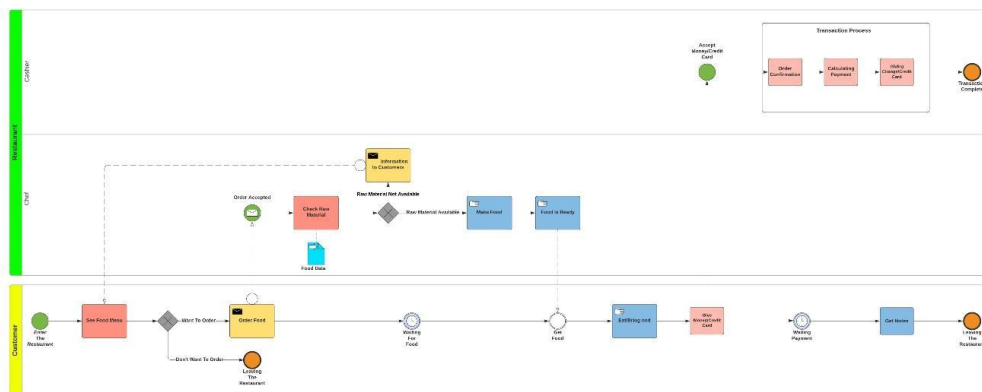 Restaurant
Cashier
Accept
Money/Credit
Card
Transaction Process
Order
Confirmation
Calculating
Payment
Giving
Change/Credit
Card
Transaction
Complete
Chef
Information
to Customers
Raw Material Not Available
Order Accepted
Check Raw
Material
Raw Material Available
Make Food
Food is Ready
Food Data
Customer
Enter
The
Restaurant
See Food Menu
Want To Order
Order Food
Don't Want To Order
Leaving
The
Restaurant
Waiting
For
Food
Get
Food
Give
Money/Credit
Card
Waiting
Payment
Get Notes
Leaving
The
Restaurant